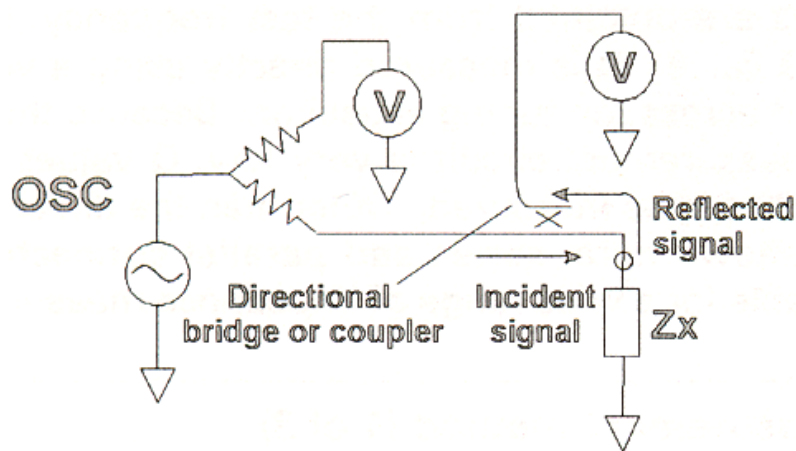 V
V
OSC
Reflected
signal
Directional
bridge or coupler
Incident
signal
Zx